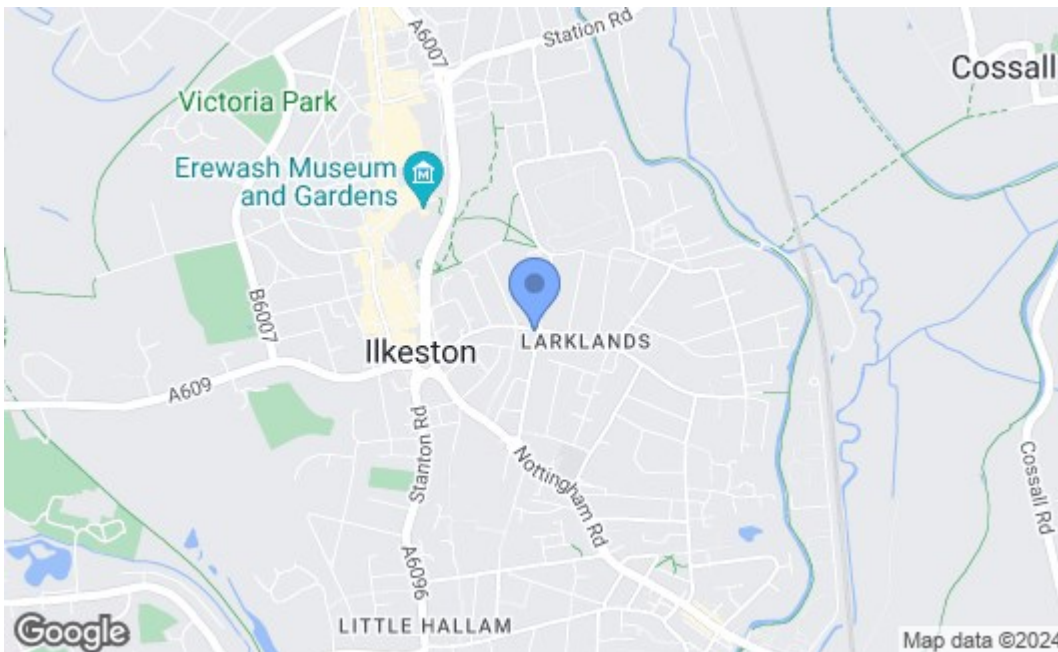 A6007
Station Rd
Cossall
Victoria Park
Erewash Museum
and Gardens
M
B6007
LARKLANDS
Ilkeston
A609
Stanton Rd
Nottingham Rd
Cossall Rd
A6096
LITTLE HALLAM
Google
Map data ©2024